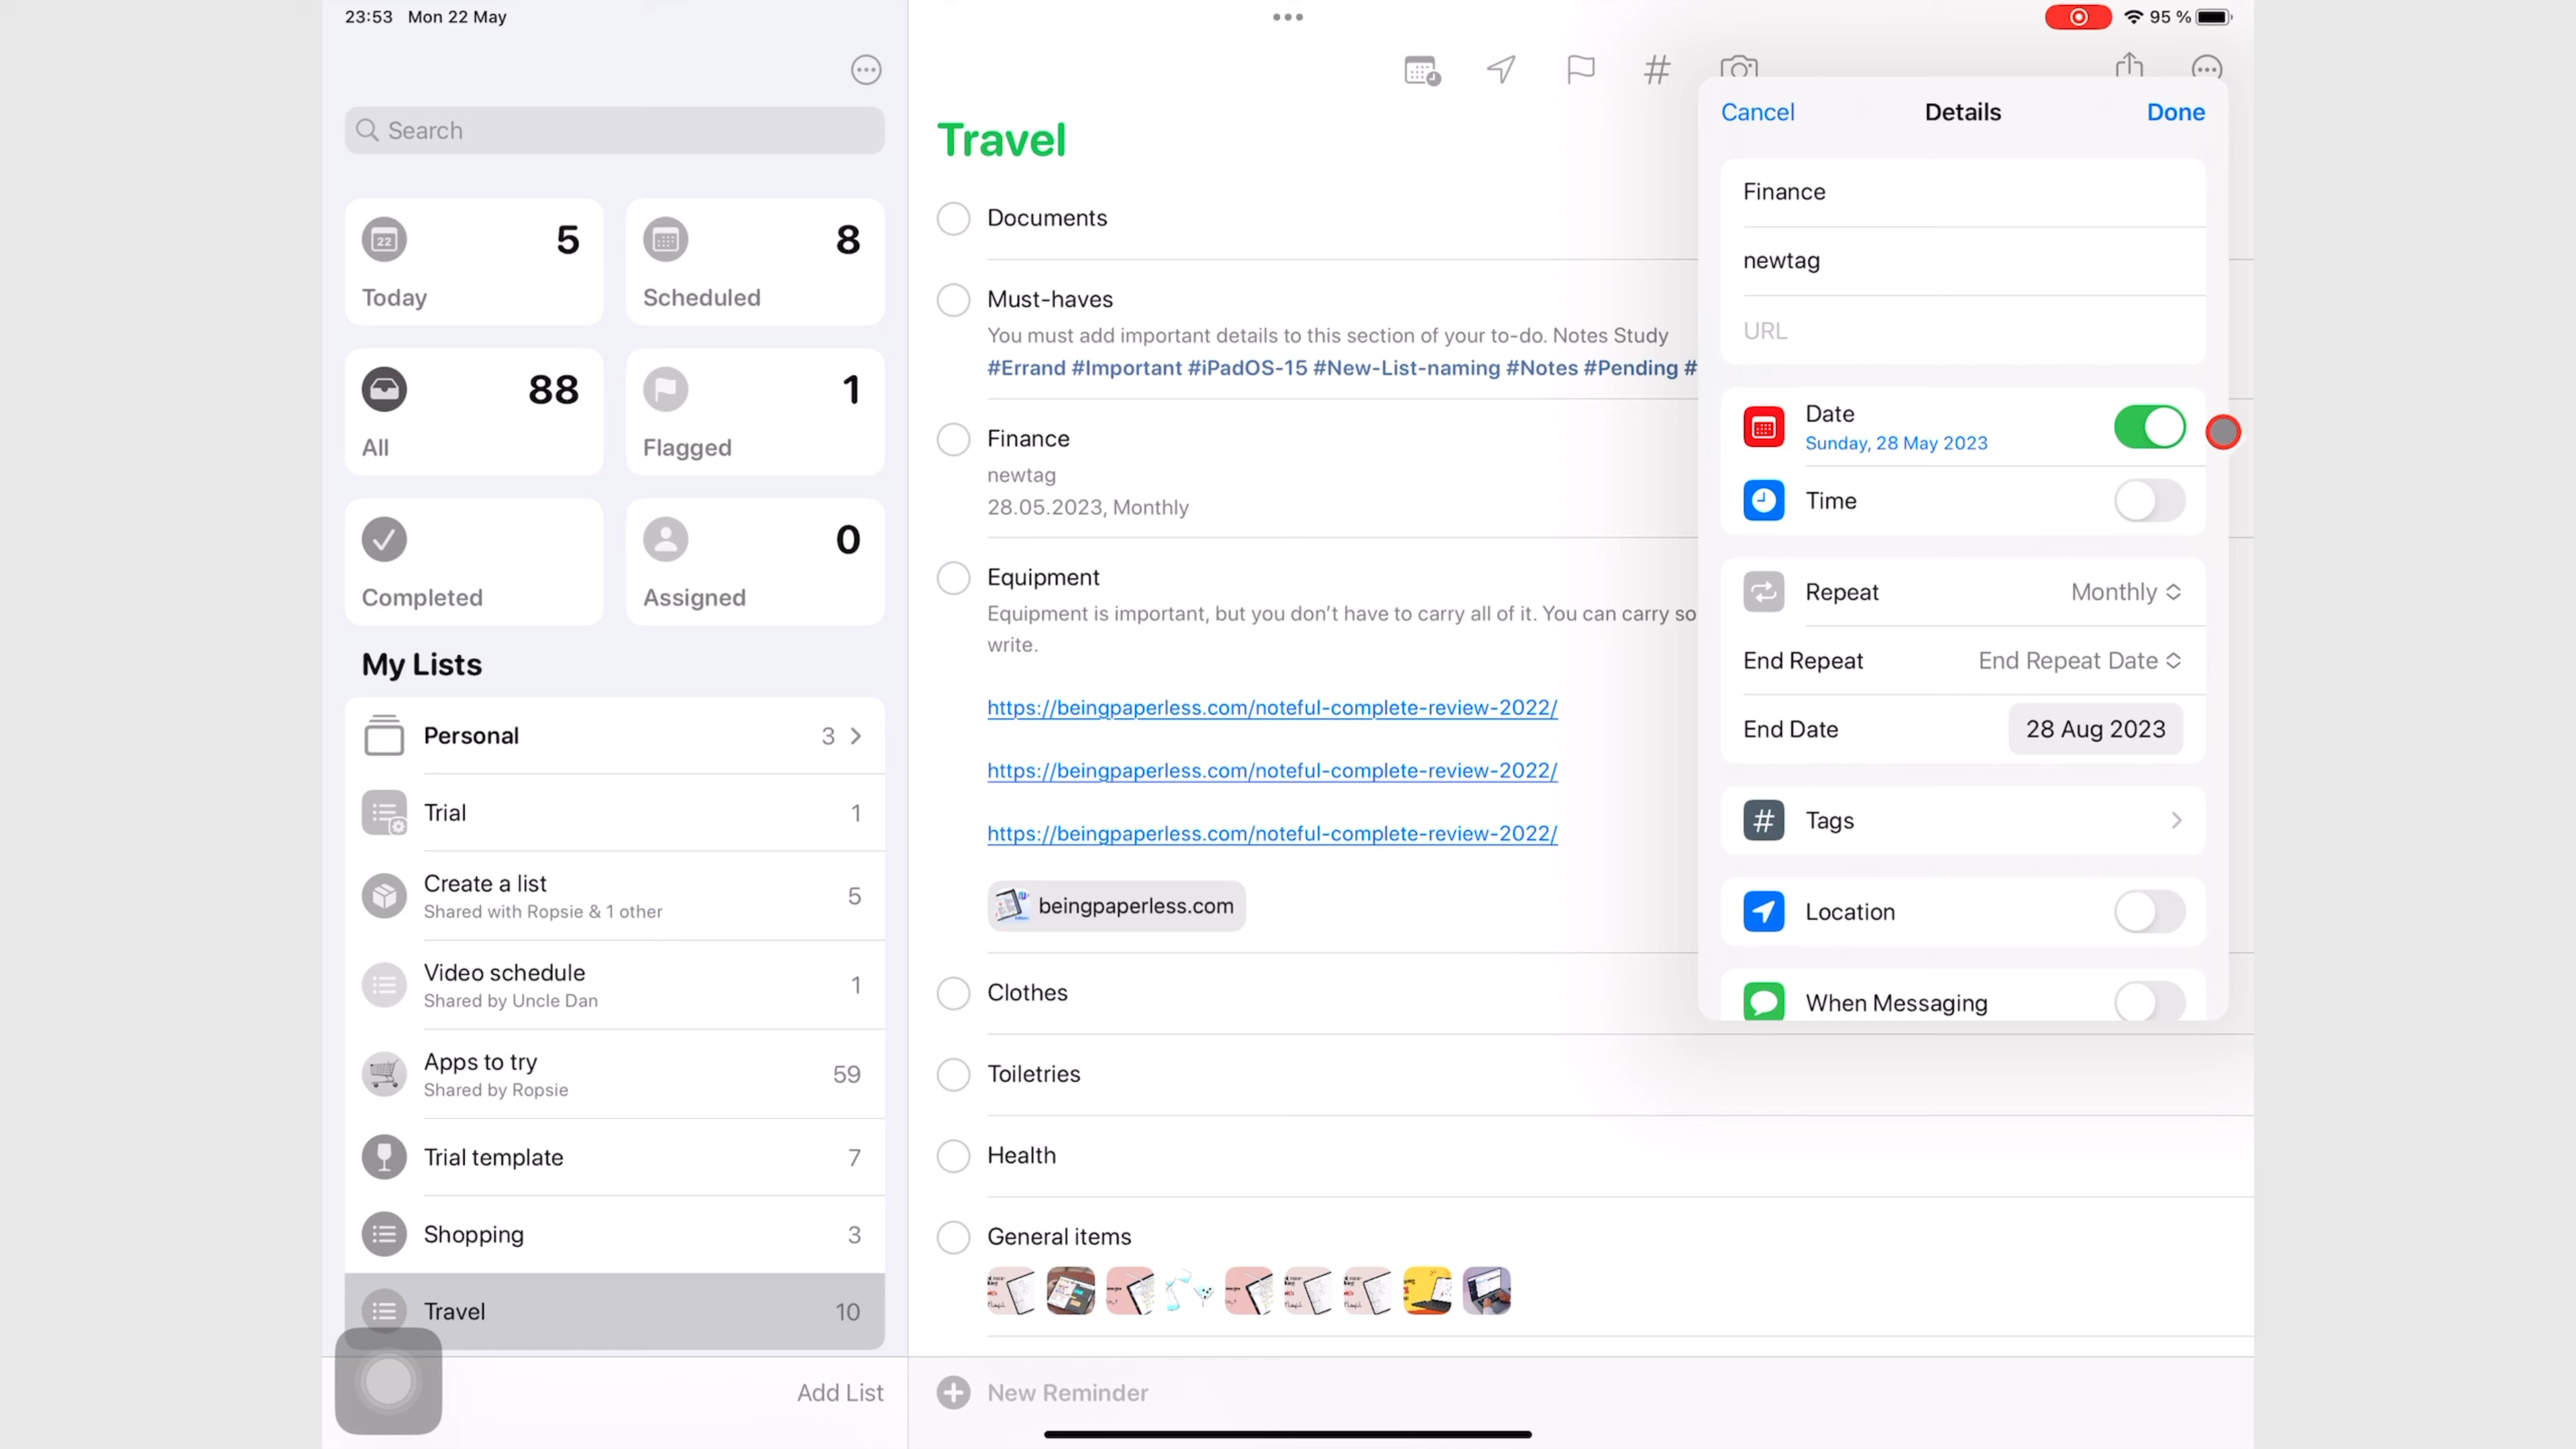 23:53 Mon 22 May
95 %
Search
22
5
Today
8
Scheduled
88
All
1
Flagged
Completed
0
Assigned
My Lists
Personal 3
Trial 1
Create a list 5
Shared with Ropsie & 1 other
Video schedule 1
Shared by Uncle Dan
Apps to try 59
Shared by Ropsie
Trial template 7
Shopping 3
Travel 10
Add List
Travel
Documents
Must-haves
You must add important details to this section of your to-do. Notes Study
#Errand #Important #iPadOS-15 #New-List-naming #Notes #Pending #
Finance
newtag
28.05.2023, Monthly
Equipment
Equipment is important, but you don't have to carry all of it. You can carry so
write.
https://beingpaperless.com/noteful-complete-review-2022/
https://beingpaperless.com/noteful-complete-review-2022/
https://beingpaperless.com/noteful-complete-review-2022/
beingpaperless.com
Clothes
Toiletries
Health
General items
New Reminder
Cancel Details Done
Finance
newtag
URL
Date
Sunday, 28 May 2023
Time
Repeat Monthly
End Repeat End Repeat Date
End Date 28 Aug 2023
# Tags
Location
When Messaging